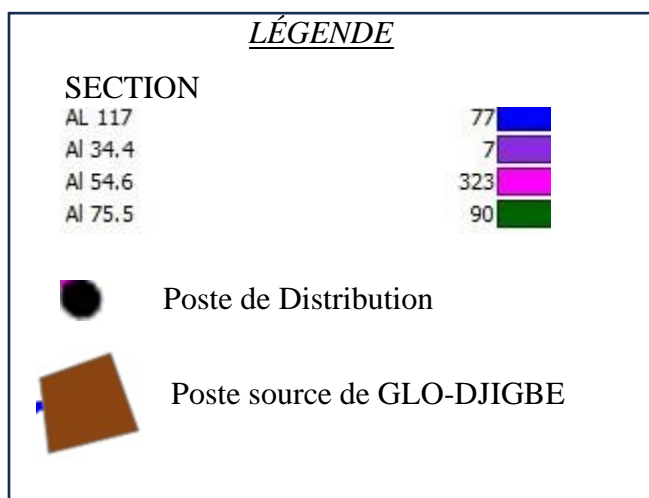 LÉGENDE
SECTION
AL 117 77
Al 34.4 7
Al 54.6 323
Al 75.5 90
Poste de Distribution
Poste source de GLO-DJIGBE